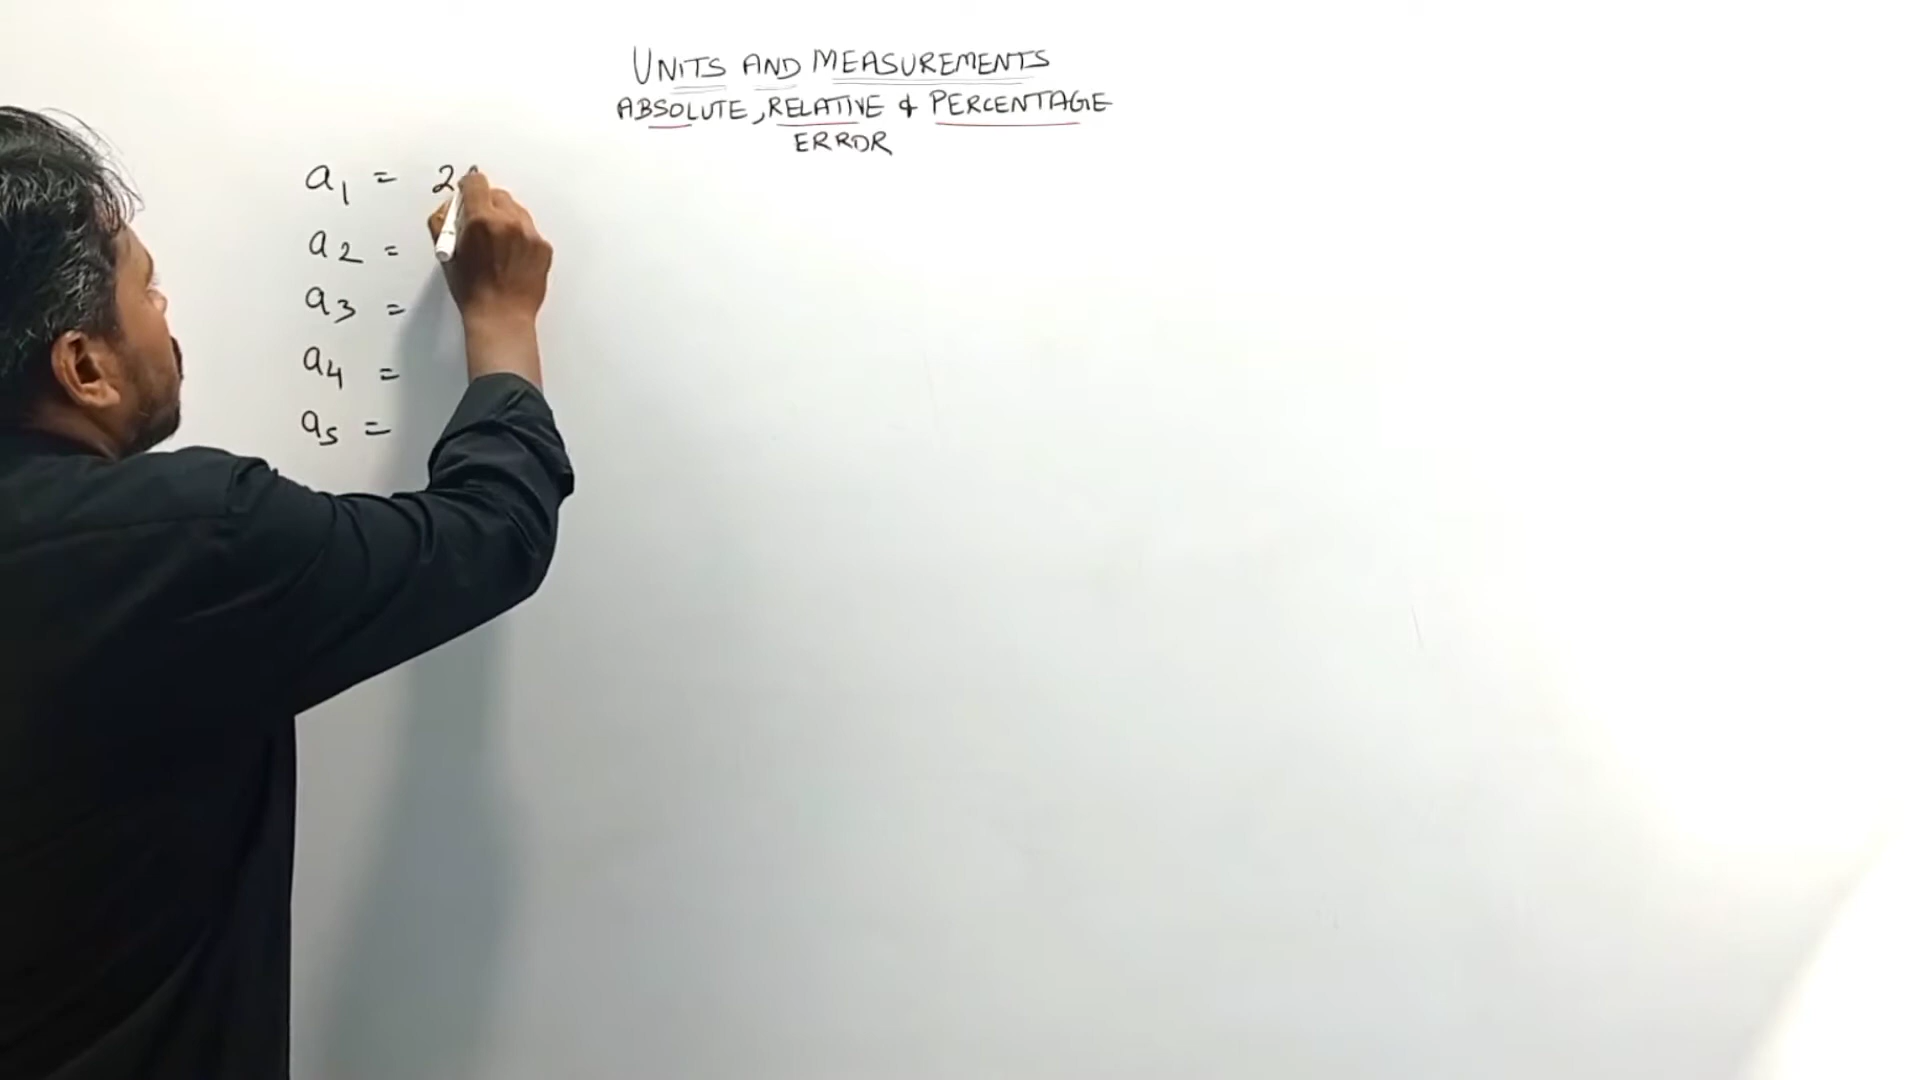 UNITS AND MEASUREMENTS
ABSOLUTE, RELATIVE & PERCENTAGE
ERROR
a1 = 2
a2 =
a3 =
a4 =
a5 =